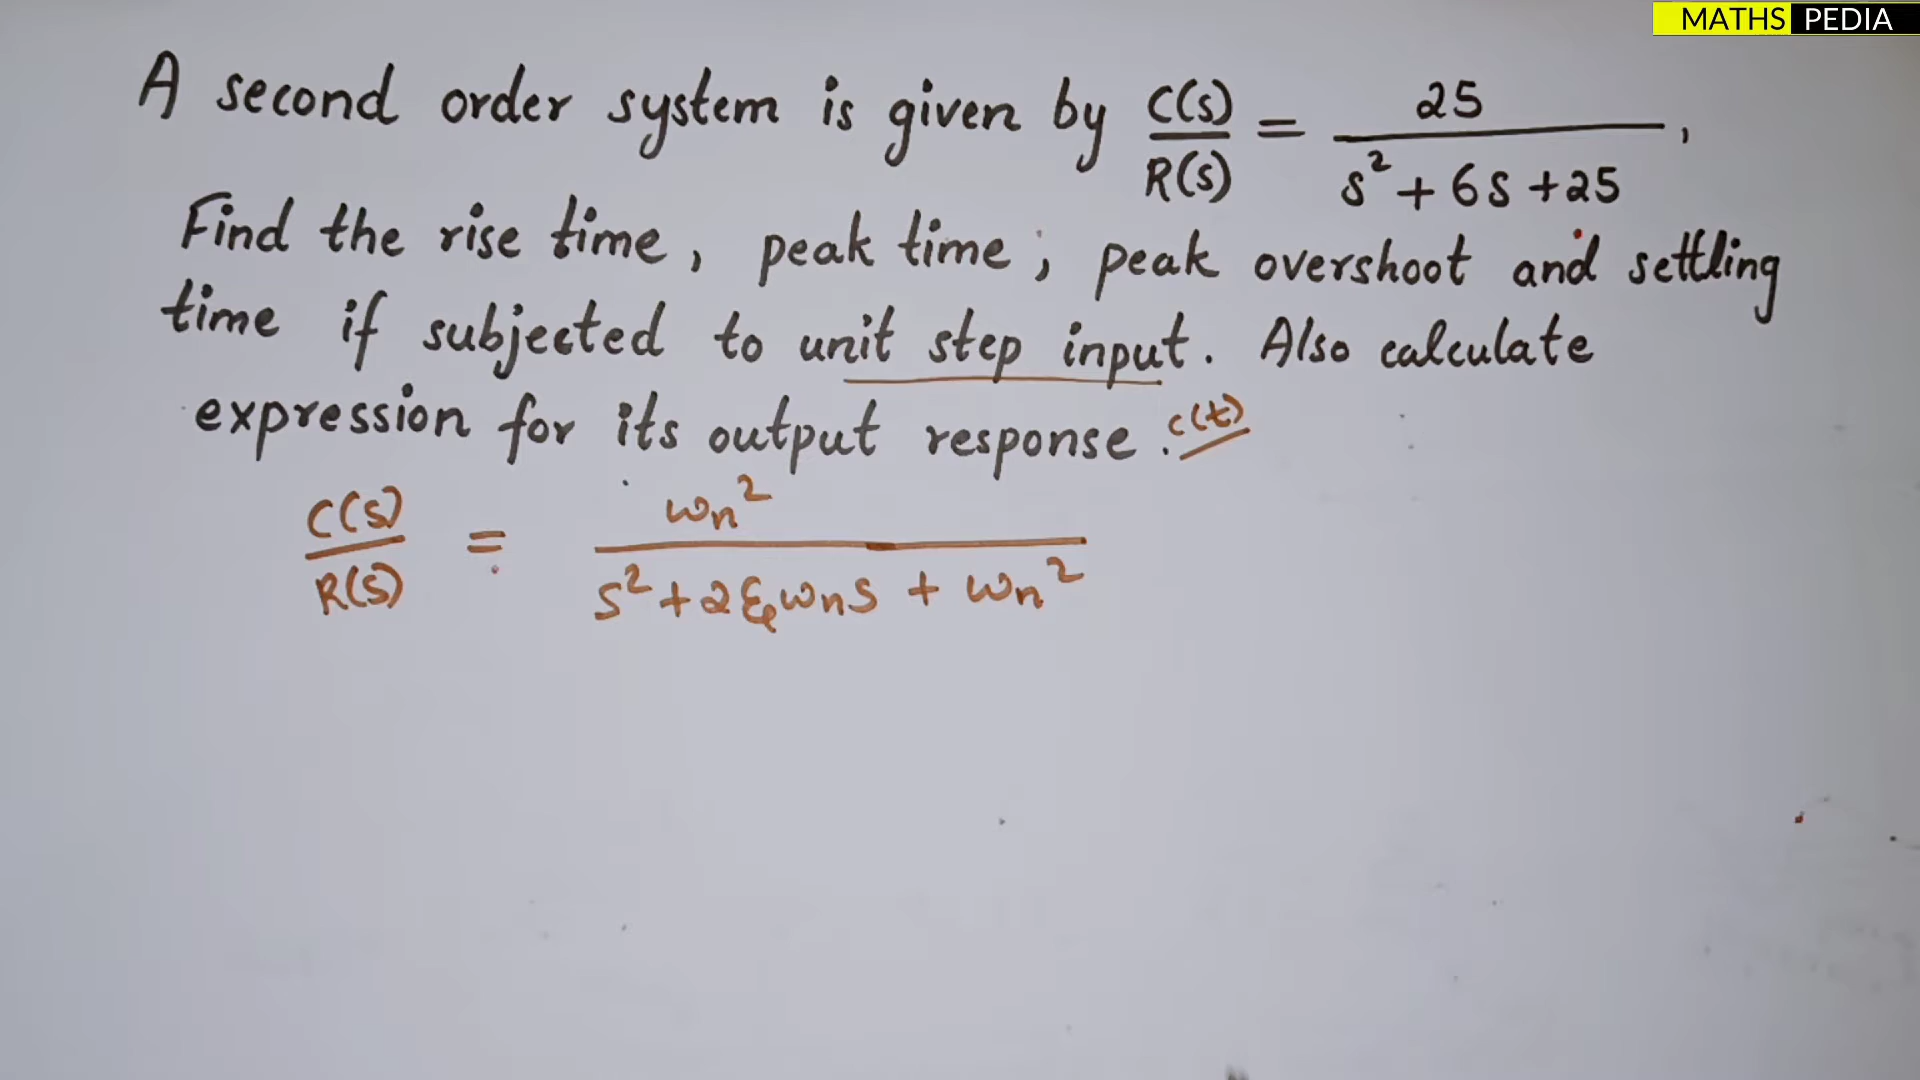 MATHS PEDIA
A second order system is given by C(s)/R(s) = 25/(s² + 6s + 25),
Find the rise time, peak time, peak overshoot and settling
time if subjected to unit step input. Also calculate
expression for its output response. c(t)
C(s)/R(s) = ωn²/(s² + 2ξωns + ωn²)